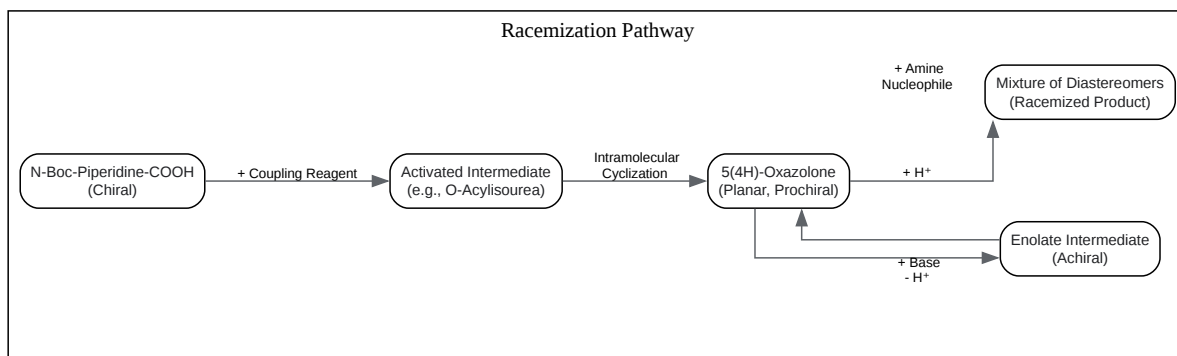 Racemization Pathway
+ Amine
Nucleophile
Mixture of Diastereomers
(Racemized Product)
N-Boc-Piperidine-COOH
(Chiral)
+ Coupling Reagent
Activated Intermediate
(e.g., O-Acylisourea)
Intramolecular
Cyclization
5(4H)-Oxazolone
(Planar, Prochiral)
+ H⁺
Enolate Intermediate
(Achiral)
+ Base
- H⁺